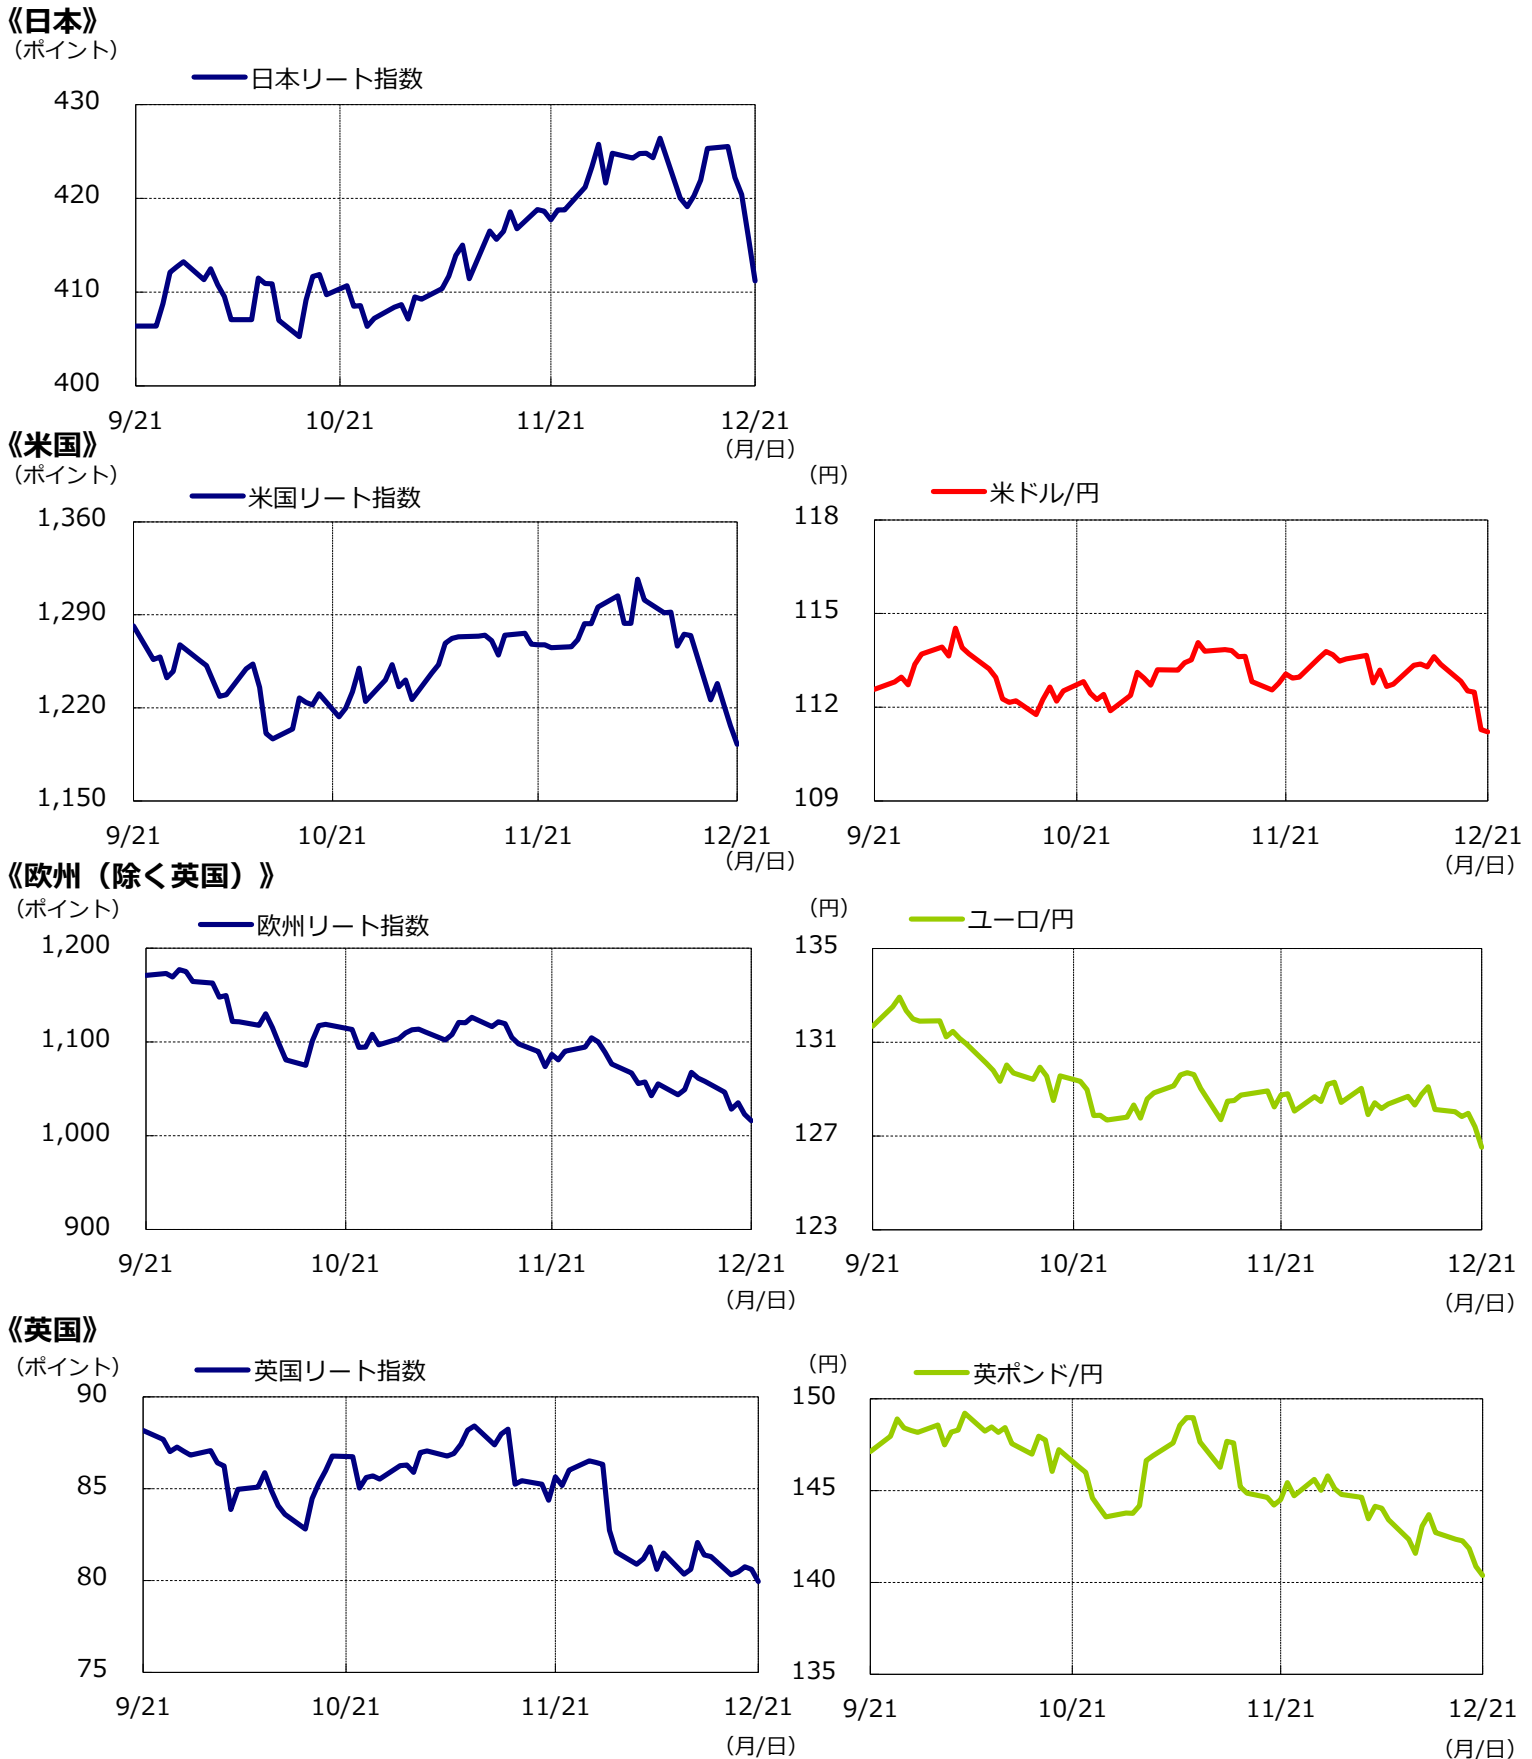 《日本》
（ポイント）
日本リート指数
430
420
410
400
9/21 10/21 11/21 12/21
（月/日）
《米国》
（ポイント）
米国リート指数
1,360
1,290
1,220
1,150
9/21 10/21 11/21 12/21
（月/日）
（円）
米ドル/円
118
115
112
109
9/21 10/21 11/21 12/21
（月/日）
《欧州（除く英国）》
（ポイント）
欧州リート指数
1,200
1,100
1,000
900
9/21 10/21 11/21 12/21
（月/日）
（円）
ユーロ/円
135
131
127
123
9/21 10/21 11/21 12/21
（月/日）
《英国》
（ポイント）
英国リート指数
90
85
80
75
9/21 10/21 11/21 12/21
（月/日）
（円）
英ポンド/円
150
145
140
135
9/21 10/21 11/21 12/21
（月/日）